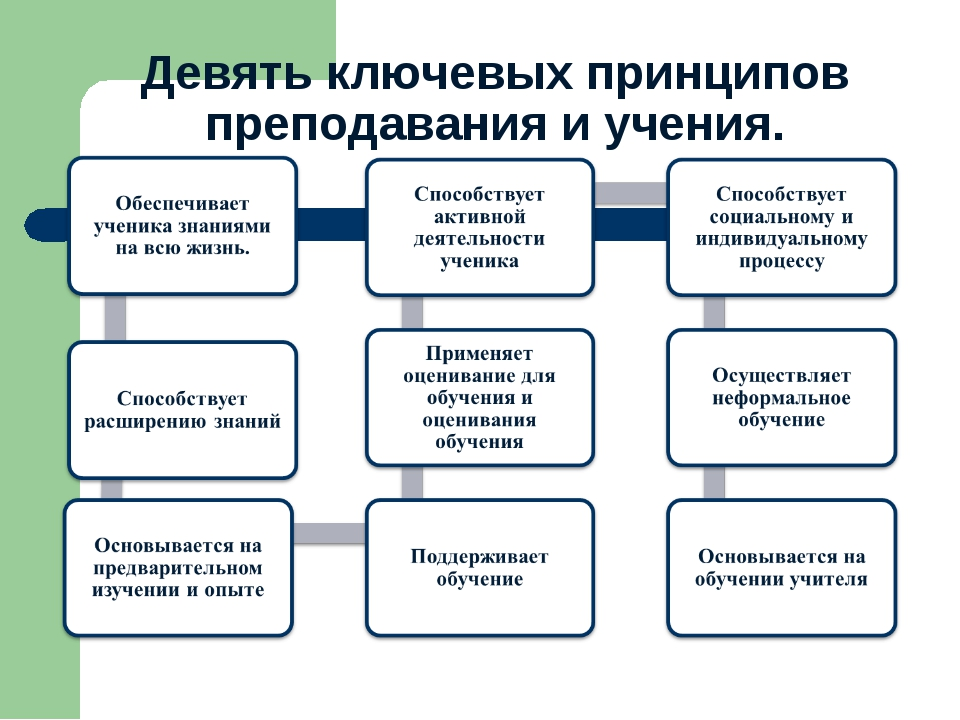 Девять ключевых принципов
преподавания и учения.
Обеспечивает
ученика знаниями
на всю жизнь.
Способствует
расширению знаний
Основывается на
предварительном
изучении и опыте
Поддерживает
обучение
Применяет
оценивание для
обучения и
оценивания
обучения
Способствует
активной
деятельности
ученика
Способствует
социальному и
индивидуальному
процессу
Осуществляет
неформальное
обучение
Основывается на
обучении учителя